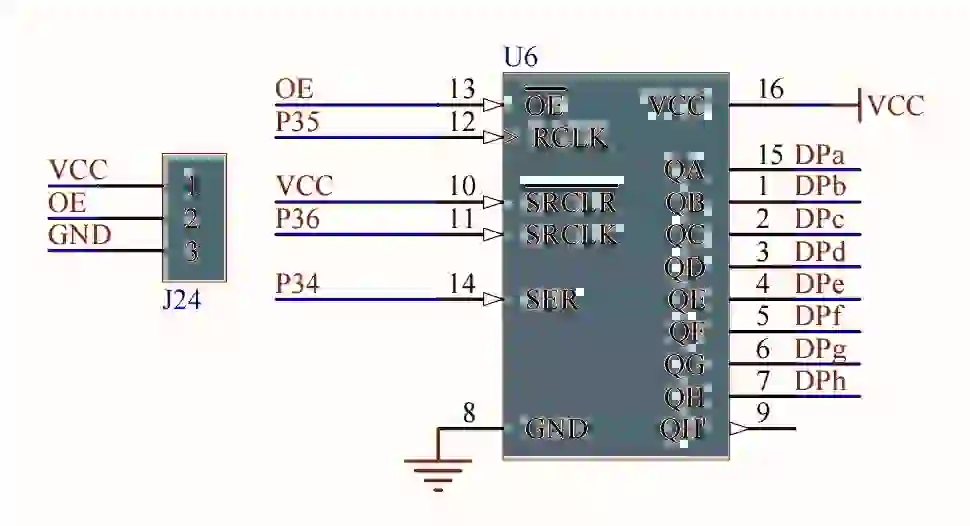 U6
OE 13 OE VCC 16 VCC
P35 12 RCLK
QA 15 DPa
VCC 10 SRCLR QB 1 DPb
P36 11 SRCLK QC 2 DPc
QD 3 DPd
P34 14 SER QE 4 DPe
QF 5 DPf
QG 6 DPg
QH 7 DPh
8 GND QH' 9
VCC 1
OE 2
GND 3
J24